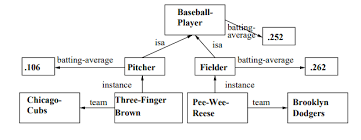 Baseball-
Player
batting-
average
.252
isa
isa
.106
batting-average
Pitcher
Fielder
batting-average
.262
instance
instance
Chicago-
Cubs
team
Three-Finger
Brown
Pee-Wee-
Reese
team
Brooklyn
Dodgers